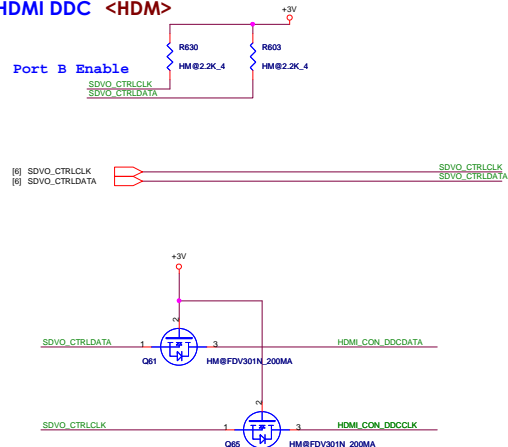 HDMI DDC <HDM>
+3V
R630 R603
HM@2.2K_4 HM@2.2K_4
Port B Enable
SDVO_CTRLCLK
SDVO_CTRLDATA
[6] SDVO_CTRLCLK SDVO_CTRLCLK
[6] SDVO_CTRLDATA SDVO_CTRLDATA
+3V
2
SDVO_CTRLDATA 1 3 HDMI_CON_DDCDATA
Q61 HM@FDV301N_200MA
2
SDVO_CTRLCLK 1 3 HDMI_CON_DDCCLK
Q65 HM@FDV301N_200MA